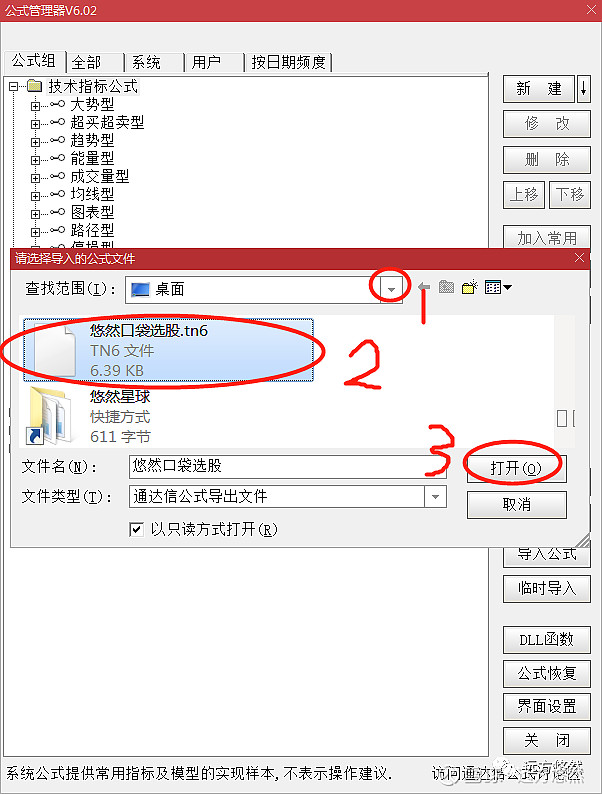 公式管理器V6.02
公式组 全部 系统 用户 按日期频度
技术指标公式
大势型
超买超卖型
趋势型
能量型
成交量型
均线型
图表型
路径型
停损型
新 建 ↓
修 改
删 除
上移 下移
加入常用
请选择导入的公式文件
查找范围(I): 桌面
1
悠然口袋选股.tn6
TN6 文件
6.39 KB
2
悠然星球
快捷方式
611 字节
3
文件名(N): 悠然口袋选股
打开(O)
文件类型(T): 通达信公式导出文件
取消
以只读方式打开(R)
导入公式
临时导入
DLL函数
公式恢复
界面设置
关 闭
系统公式提供常用指标及模型的实现样本,不表示操作建议.
访问通达信公式
远方悠然